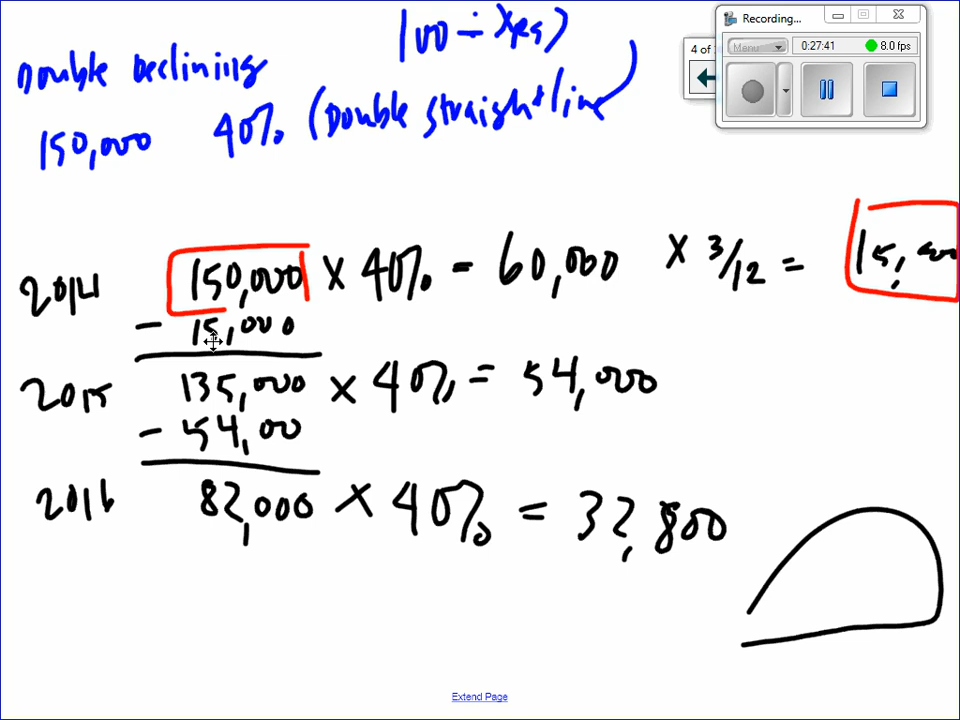 100 ÷ yrs)
Double Declining
150,000 40% (Double straight line
Recording...
4 of
Menu
0:27:41
8.0 fps
2014 150,000 × 40% = 60,000 × 3/12 = 15,000
- 15,000
2015 135,000 × 40% = 54,000
- 54,00
2016 82,000 × 40% = 32,800
Extend Page